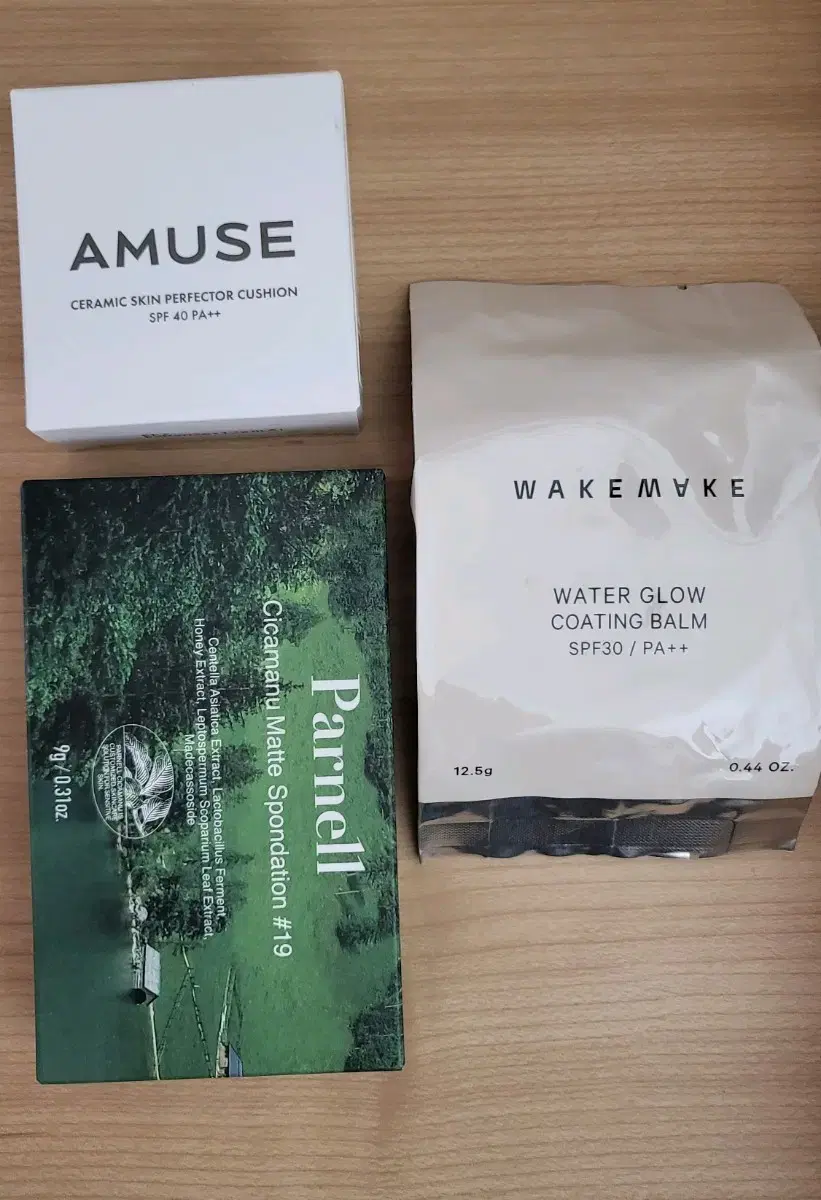 AMUSE
CERAMIC SKIN PERFECTOR CUSHION
SPF 40 PA++
WAKEWAKE
WATER GLOW
COATING BALM
SPF30 / PA++
12.5g
0.44 OZ.
Parnell
Cicamanu Matte Spondation #19
Centella Asiatica Extract, Lactobacillus Ferment,
Honey Extract, Leptospermum Scoparium Leaf Extract,
Madecassoside
9g / 0.31oz.